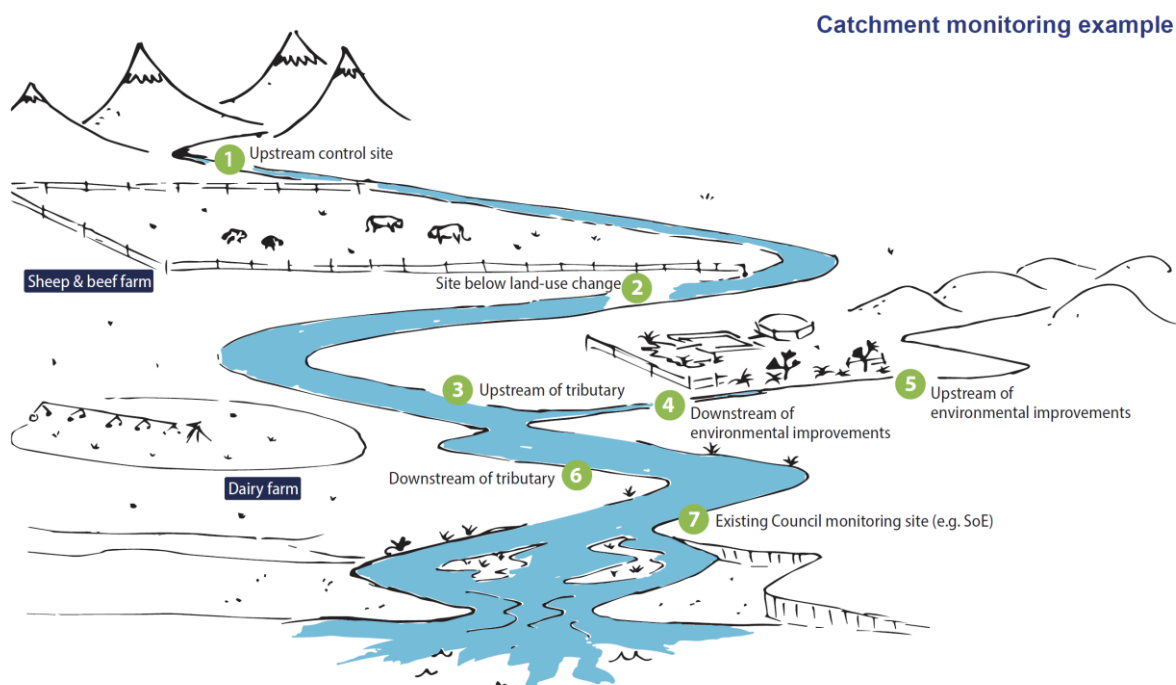 Catchment monitoring example
1 Upstream control site
Sheep & beef farm
Site below land-use change 2
3 Upstream of tributary
4 Downstream of
environmental improvements
5 Upstream of
environmental improvements
Downstream of tributary 6
Dairy farm
7 Existing Council monitoring site (e.g. SoE)